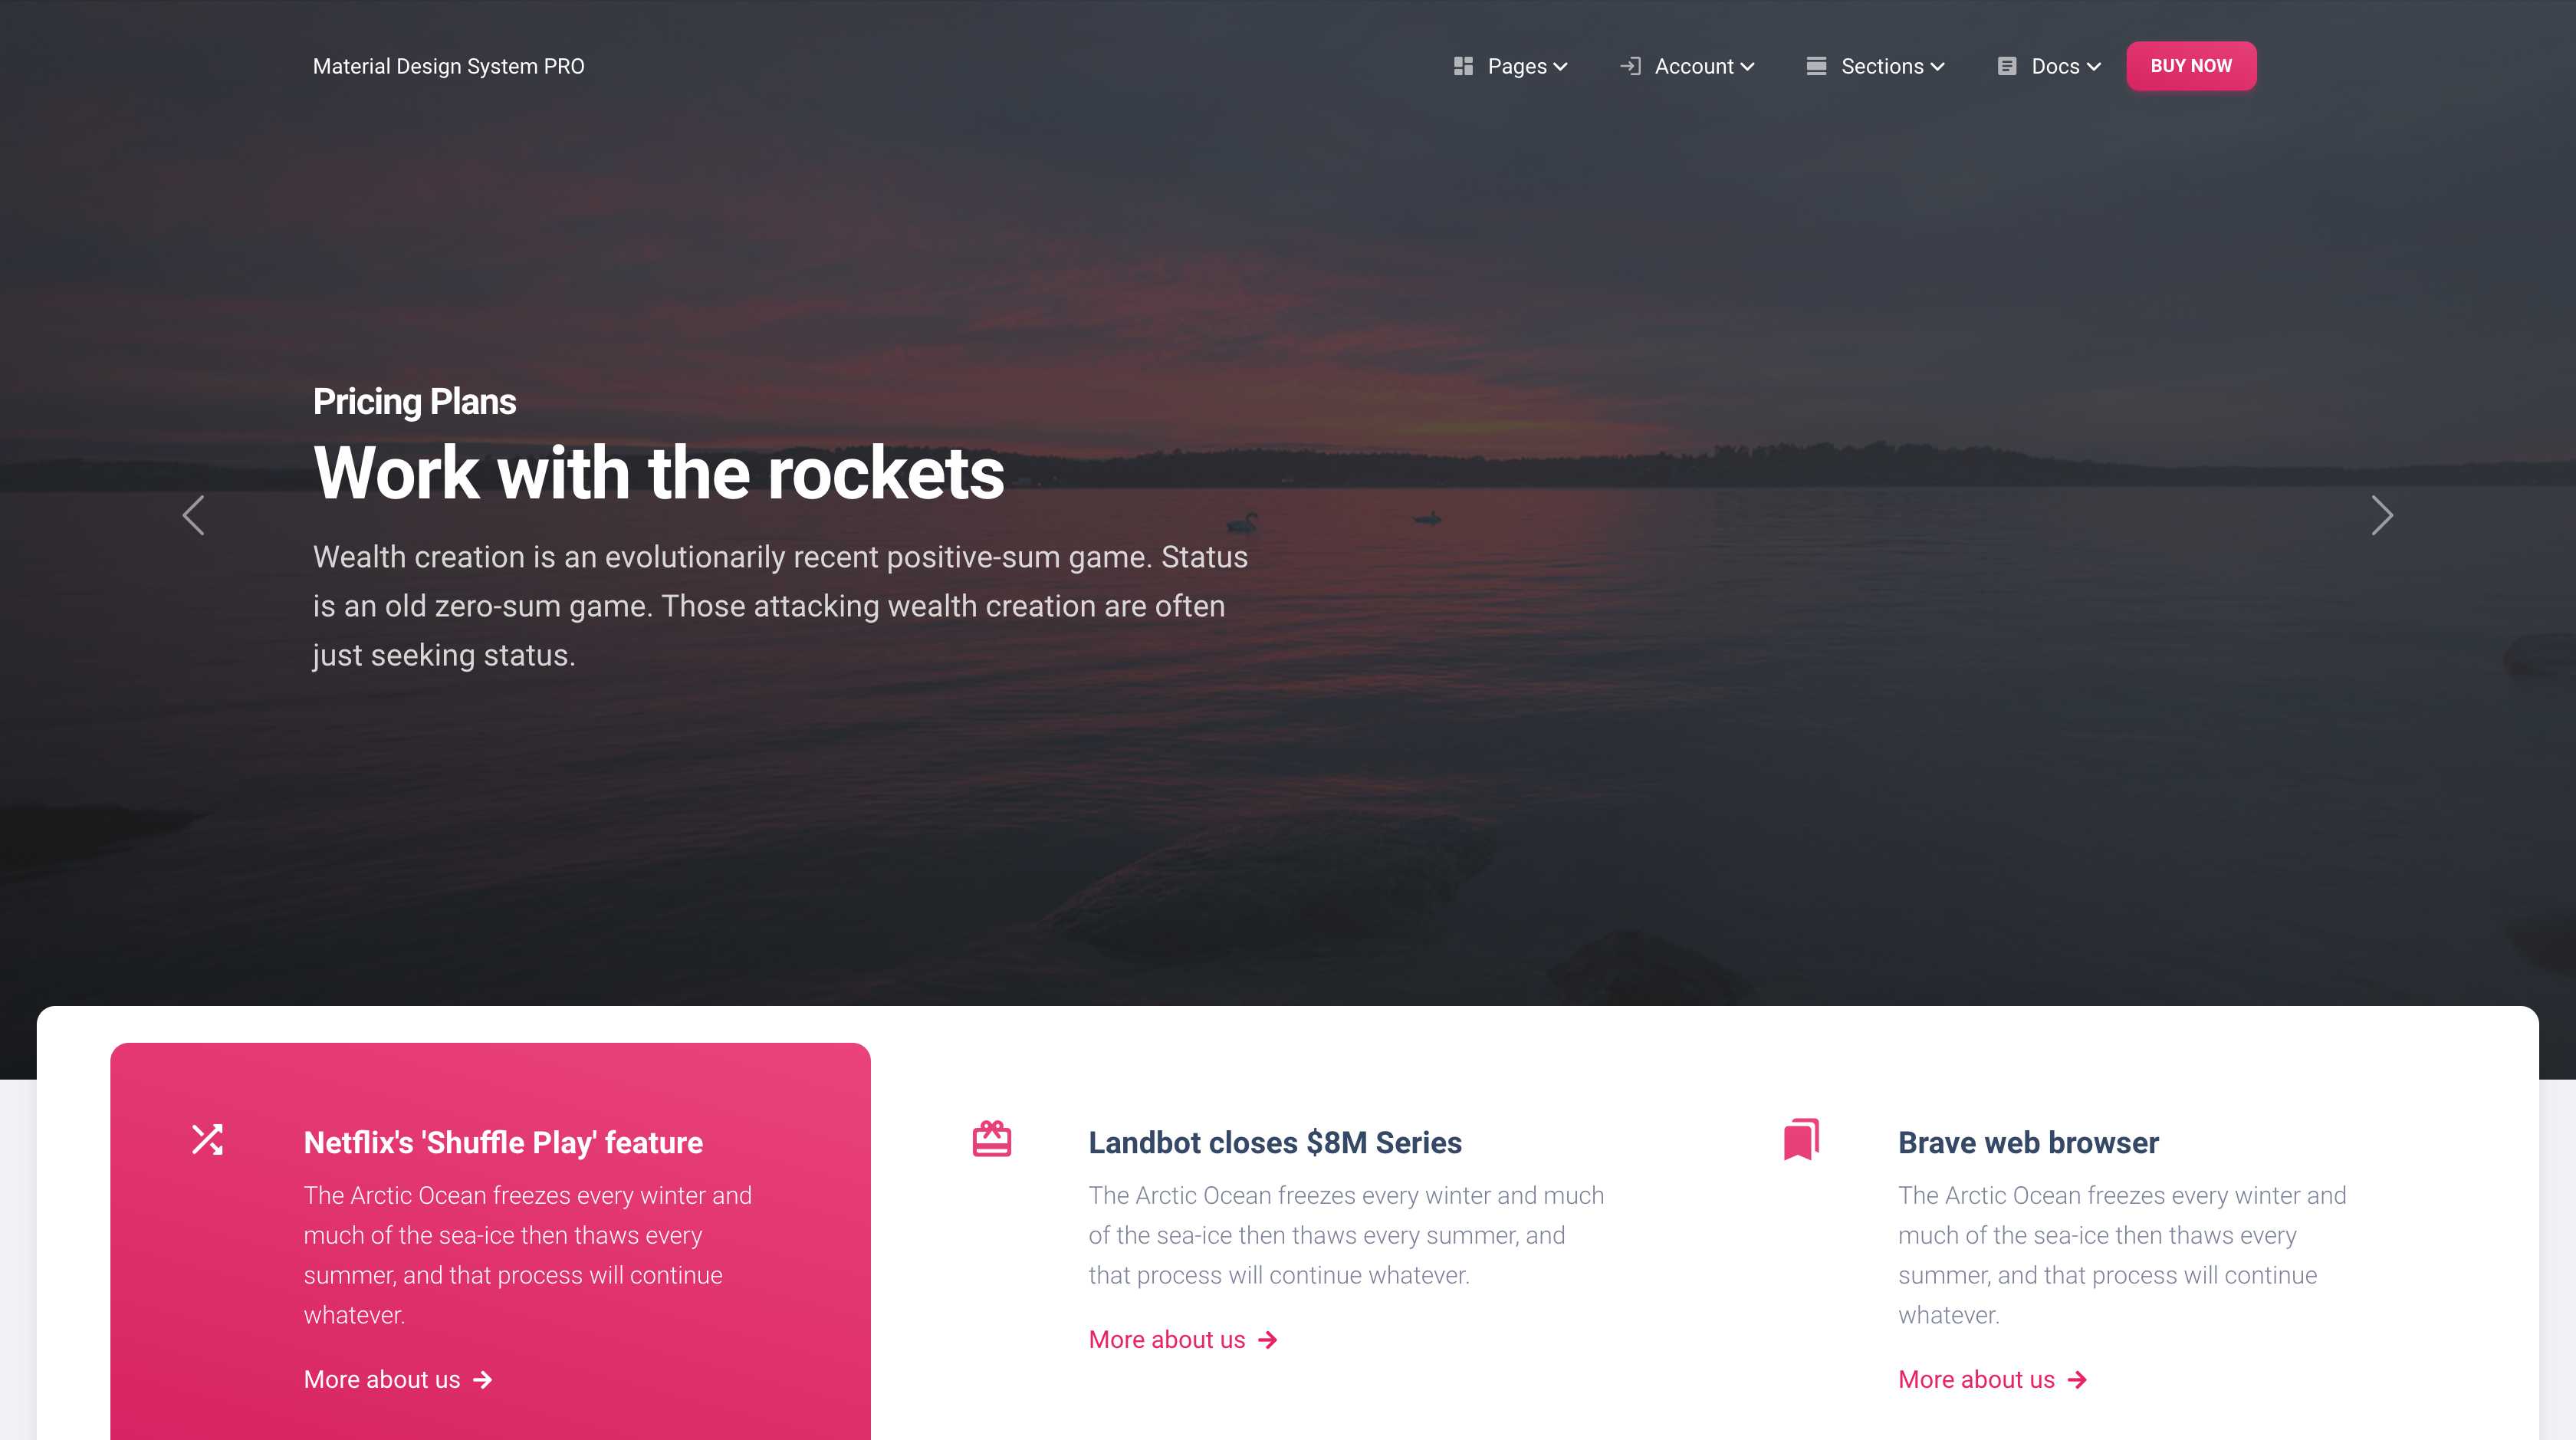 Material Design System PRO
Pages
Account
Sections
Docs
BUY NOW
Pricing Plans
Work with the rockets
Wealth creation is an evolutionarily recent positive-sum game. Status
is an old zero-sum game. Those attacking wealth creation are often
just seeking status.
Netflix's 'Shuffle Play' feature
The Arctic Ocean freezes every winter and
much of the sea-ice then thaws every
summer, and that process will continue
whatever.
More about us
Landbot closes $8M Series
The Arctic Ocean freezes every winter and much
of the sea-ice then thaws every summer, and
that process will continue whatever.
More about us
Brave web browser
The Arctic Ocean freezes every winter and
much of the sea-ice then thaws every
summer, and that process will continue
whatever.
More about us